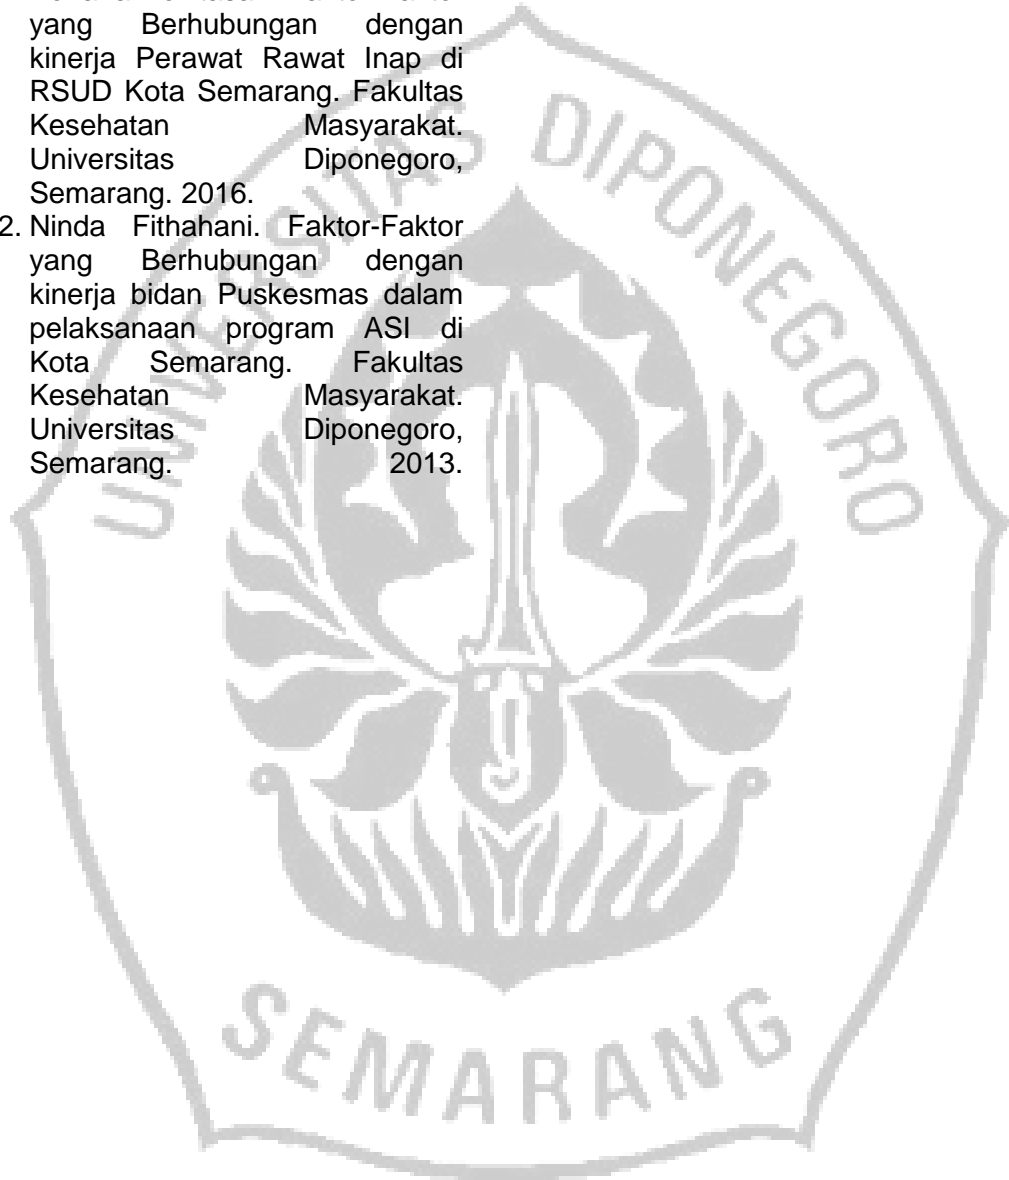 yang Berhubungan dengan
kinerja Perawat Rawat Inap di
RSUD Kota Semarang. Fakultas
Kesehatan Masyarakat.
Universitas Diponegoro,
Semarang. 2016.
2. Ninda Fithahani. Faktor-Faktor
yang Berhubungan dengan
kinerja bidan Puskesmas dalam
pelaksanaan program ASI di
Kota Semarang. Fakultas
Kesehatan Masyarakat.
Universitas Diponegoro,
Semarang. 2013.
UNIVERSITAS DIPONEGORO
SEMARANG